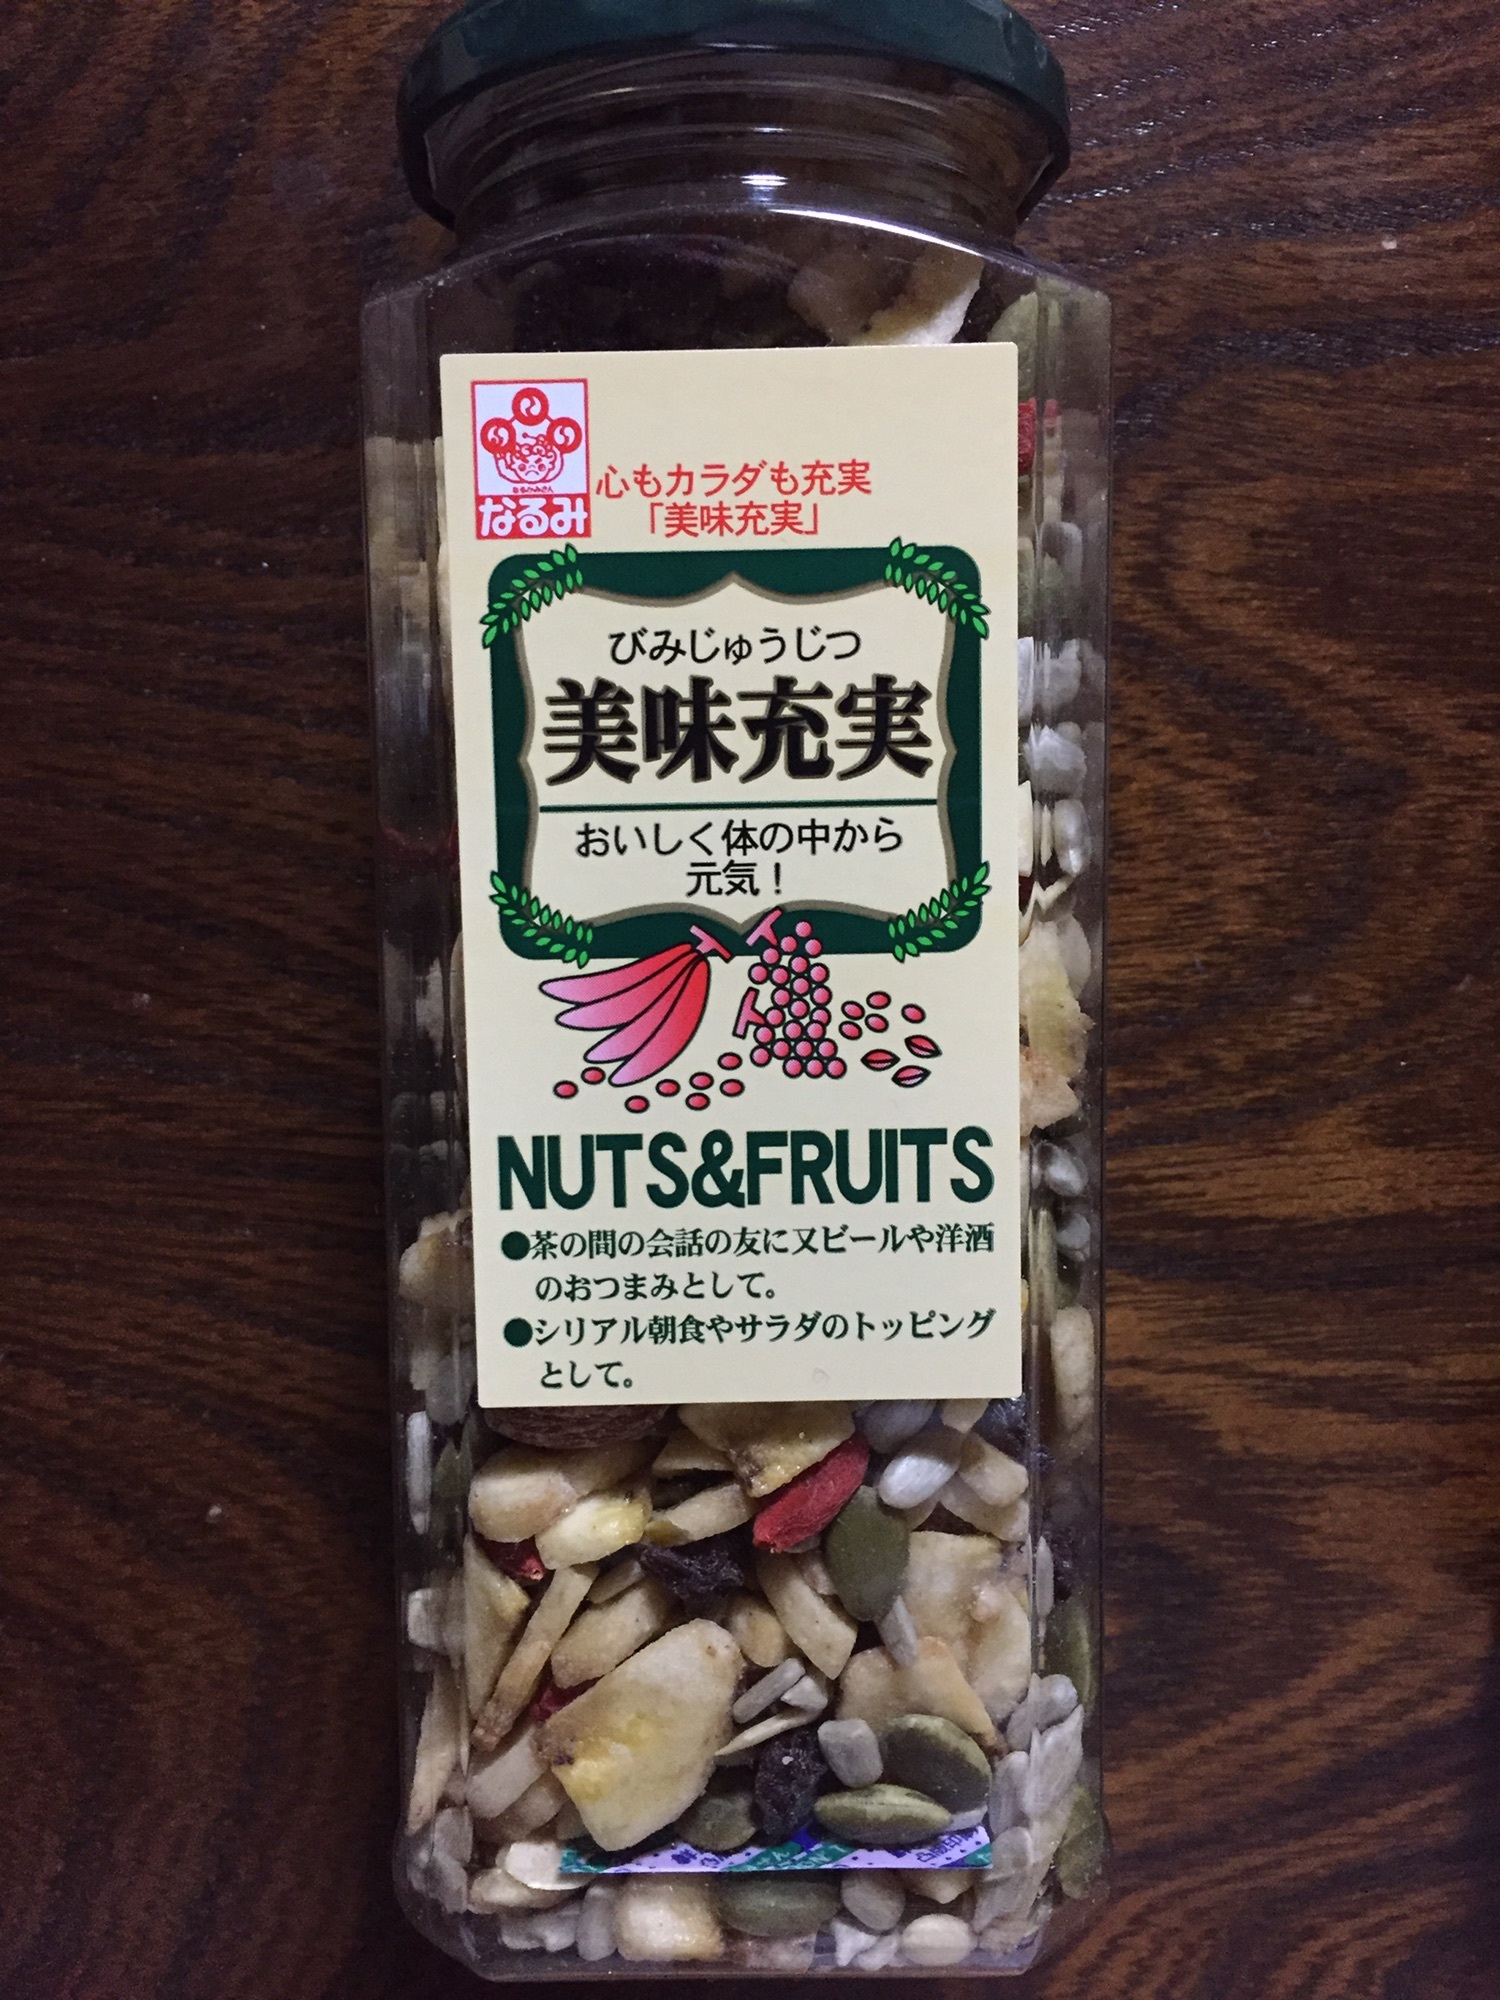 なるみ
心もカラダも充実
「美味充実」
びみじゅうじつ
美味充実
おいしく体の中から
元気！
NUTS&FRUITS
●茶の間の会話の友に又ビールや洋酒
のおつまみとして。
●シリアル朝食やサラダのトッピング
として。